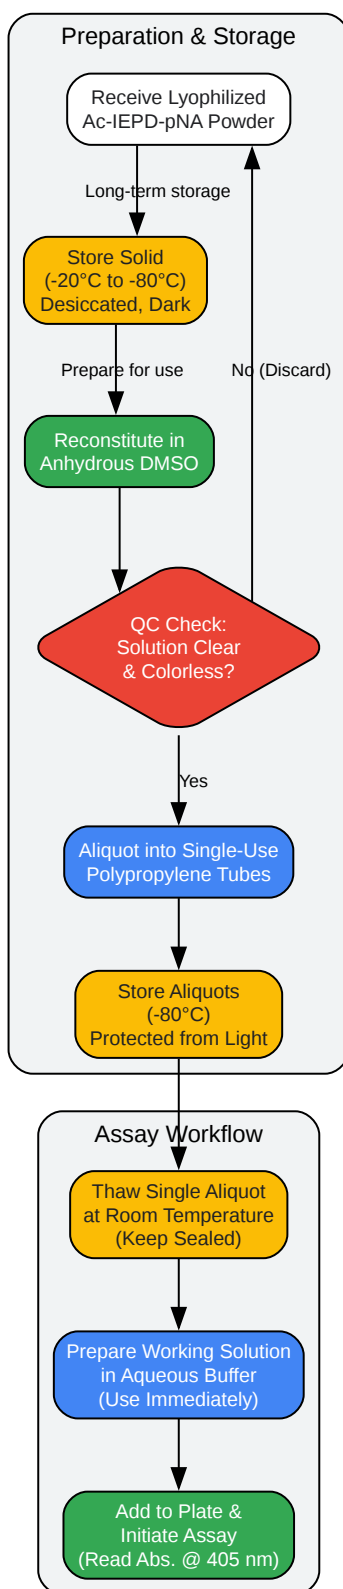 Preparation & Storage
Receive Lyophilized
Ac-IEPD-pNA Powder
Long-term storage
Store Solid
(-20°C to -80°C)
Desiccated, Dark
Prepare for use
No (Discard)
Reconstitute in
Anhydrous DMSO
QC Check:
Solution Clear
& Colorless?
Yes
Aliquot into Single-Use
Polypropylene Tubes
Store Aliquots
(-80°C)
Protected from Light
Assay Workflow
Thaw Single Aliquot
at Room Temperature
(Keep Sealed)
Prepare Working Solution
in Aqueous Buffer
(Use Immediately)
Add to Plate &
Initiate Assay
(Read Abs. @ 405 nm)